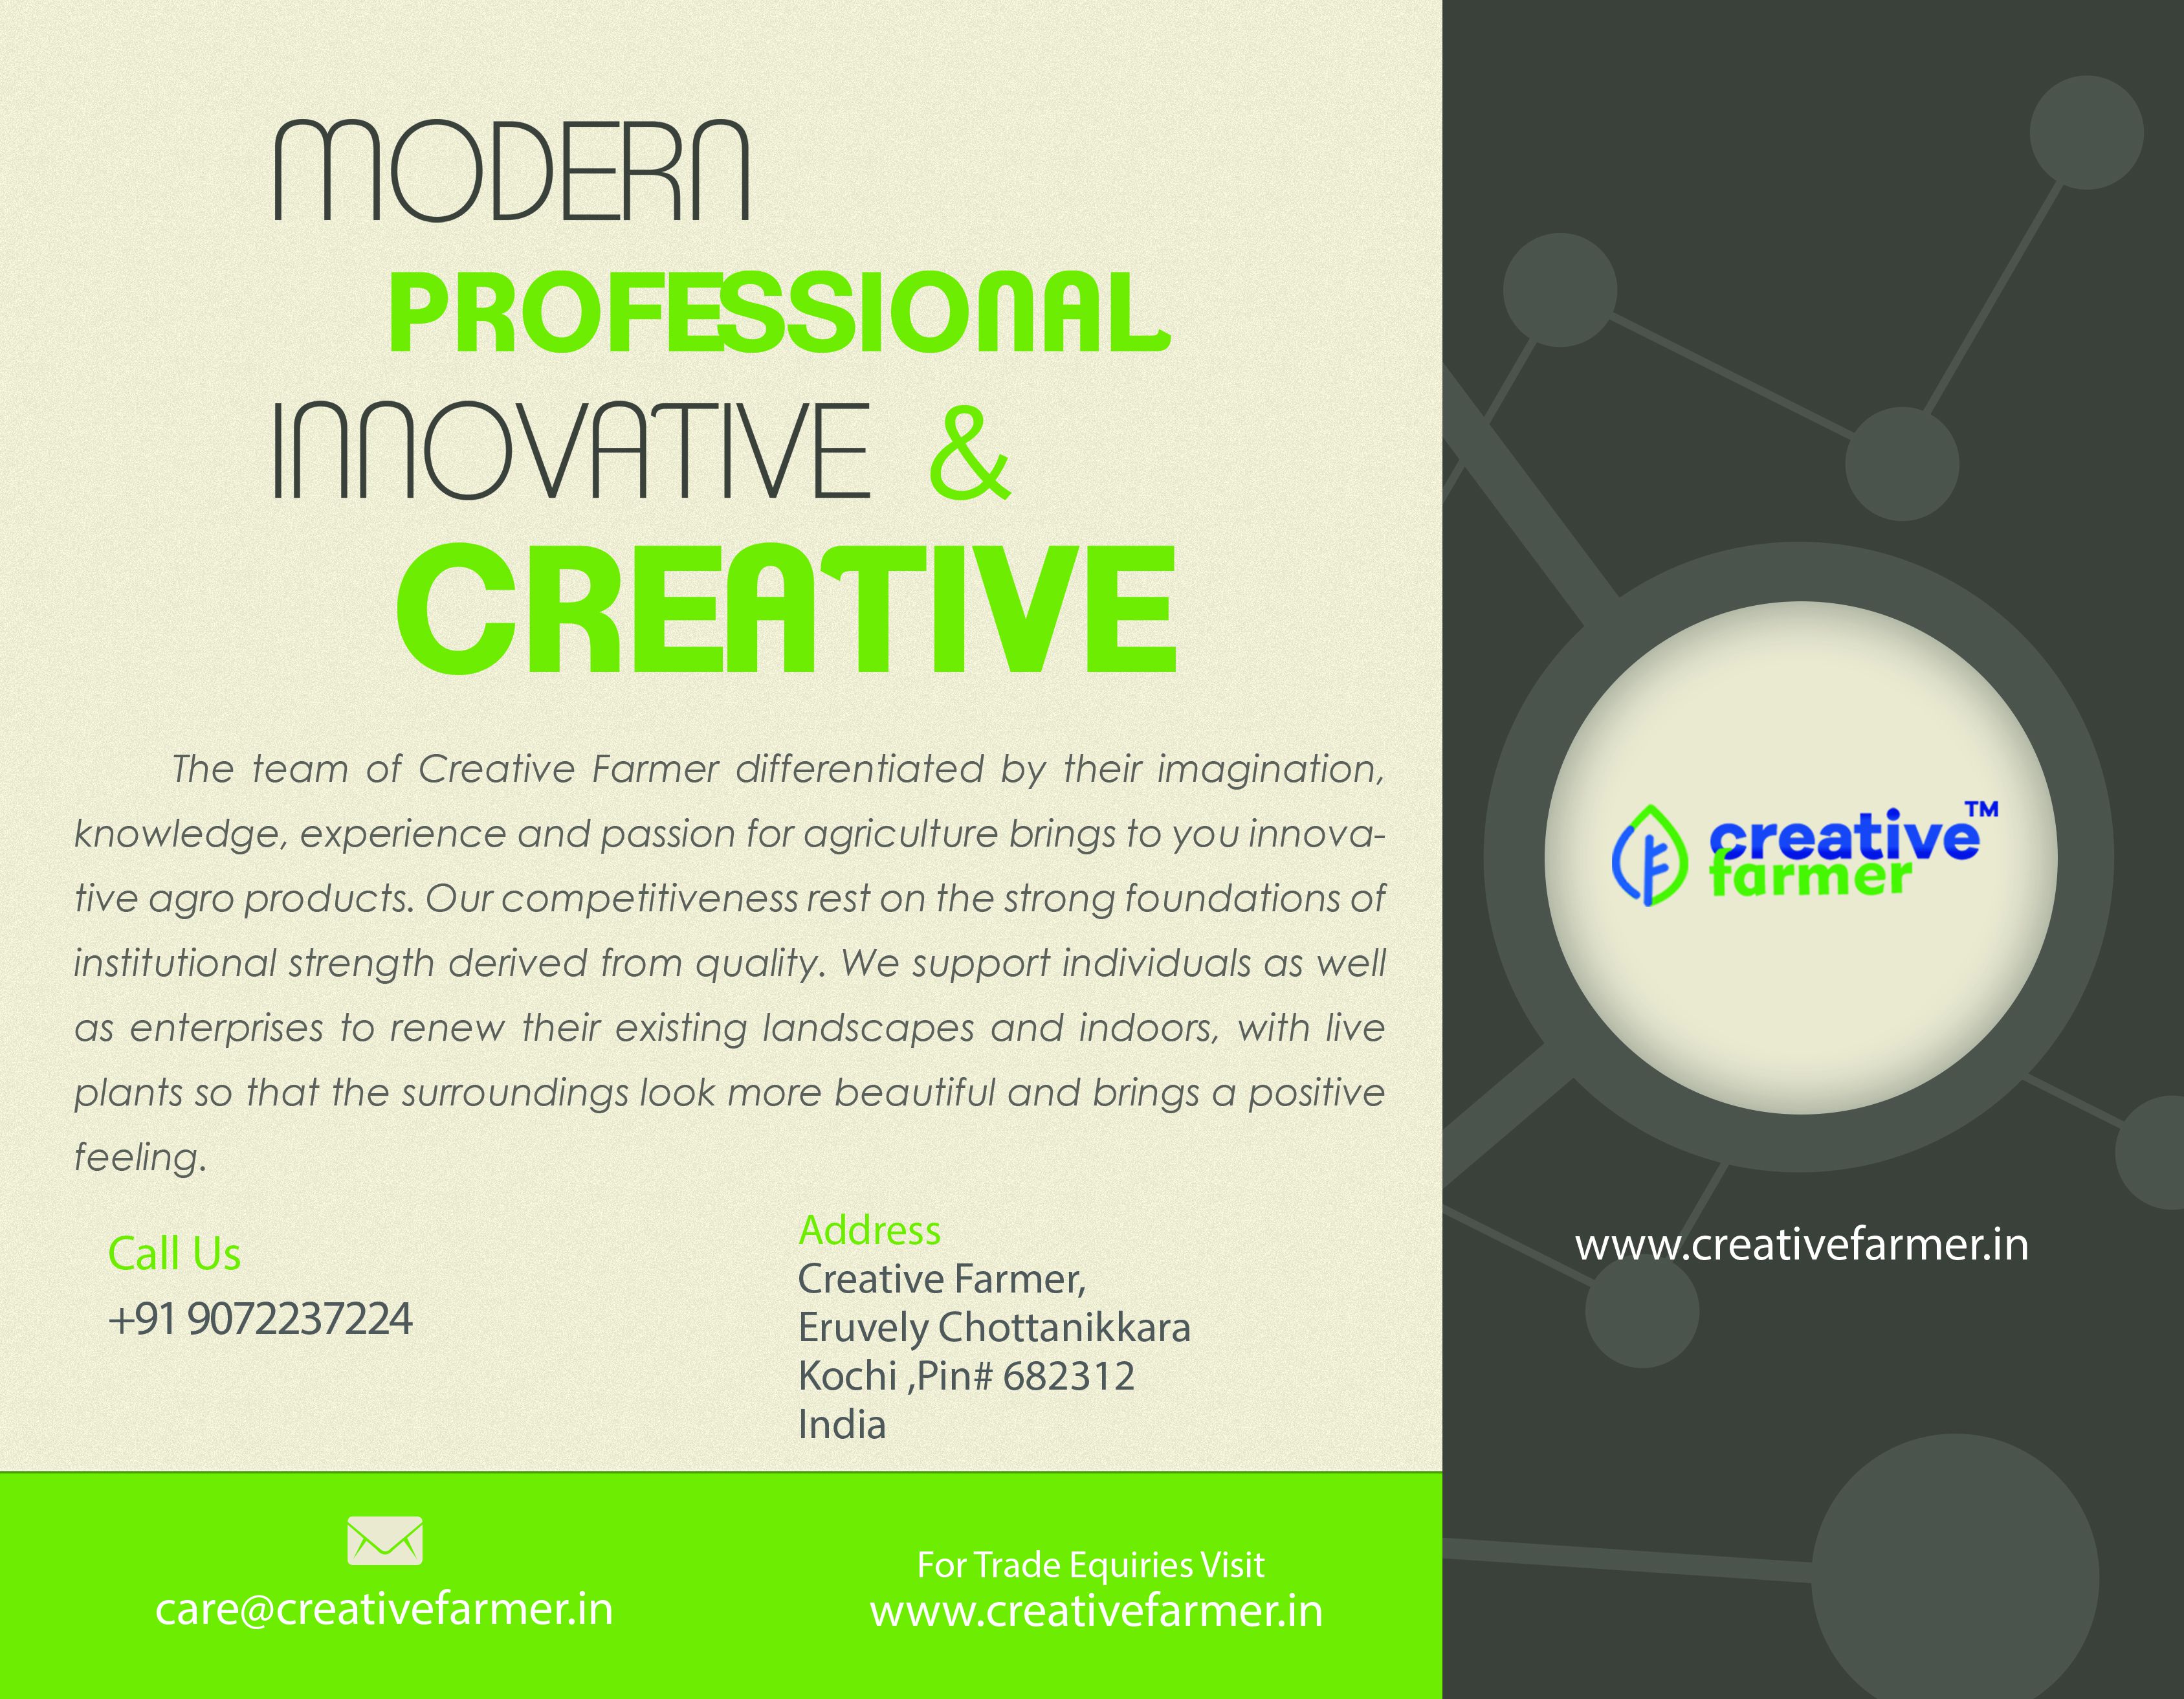 MODERN
PROFESSIONAL
INNOVATIVE &
CREATIVE
The team of Creative Farmer differentiated by their imagination,
knowledge, experience and passion for agriculture brings to you innova-
tive agro products. Our competitiveness rest on the strong foundations of
institutional strength derived from quality. We support individuals as well
as enterprises to renew their existing landscapes and indoors, with live
plants so that the surroundings look more beautiful and brings a positive
feeling.
Call Us
+91 9072237224
Address
Creative Farmer,
Eruvely Chottanikkara
Kochi ,Pin# 682312
India
care@creativefarmer.in
For Trade Equiries Visit
www.creativefarmer.in
creative™
farmer
www.creativefarmer.in